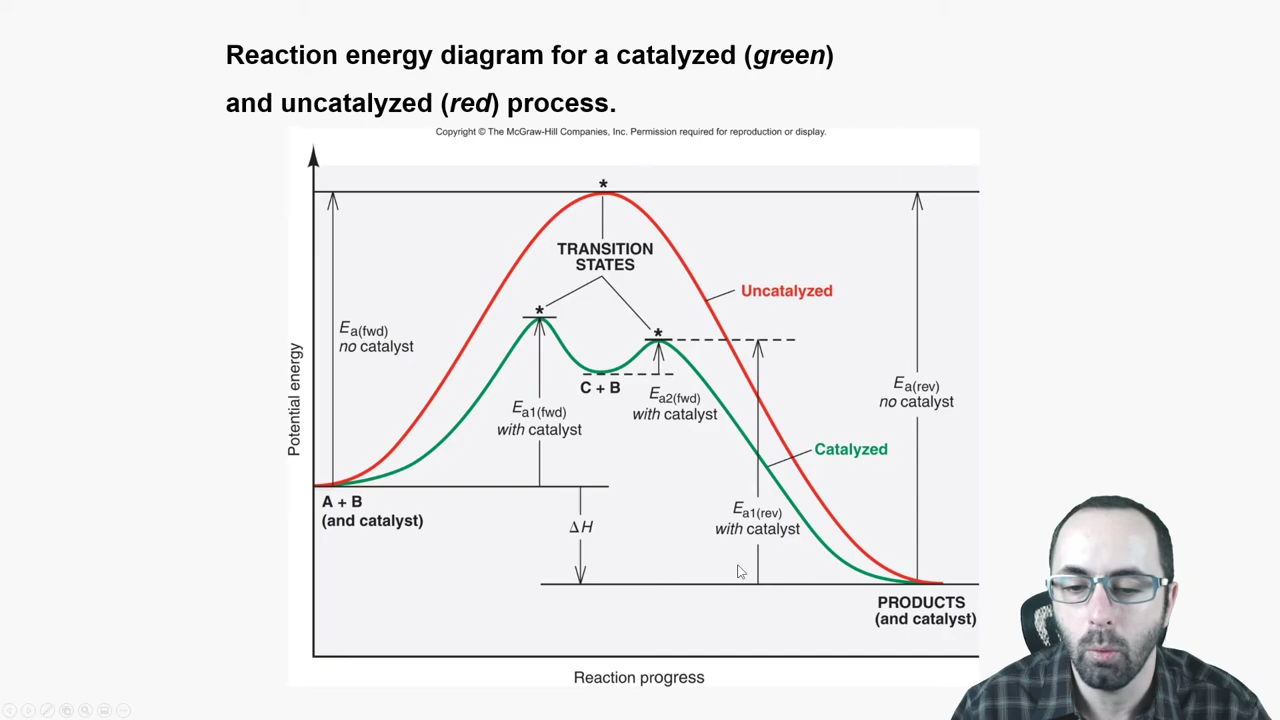 Reaction energy diagram for a catalyzed (green)
and uncatalyzed (red) process.
Copyright © The McGraw-Hill Companies, Inc. Permission required for reproduction or display.
*
TRANSITION
STATES
Uncatalyzed
*
*
Ea(fwd)
no catalyst
Potential energy
C + B
Ea1(fwd)
with catalyst
Ea2(fwd)
with catalyst
Ea(rev)
no catalyst
Catalyzed
A + B
(and catalyst)
ΔH
Ea1(rev)
with catalyst
PRODUCTS
(and catalyst)
Reaction progress